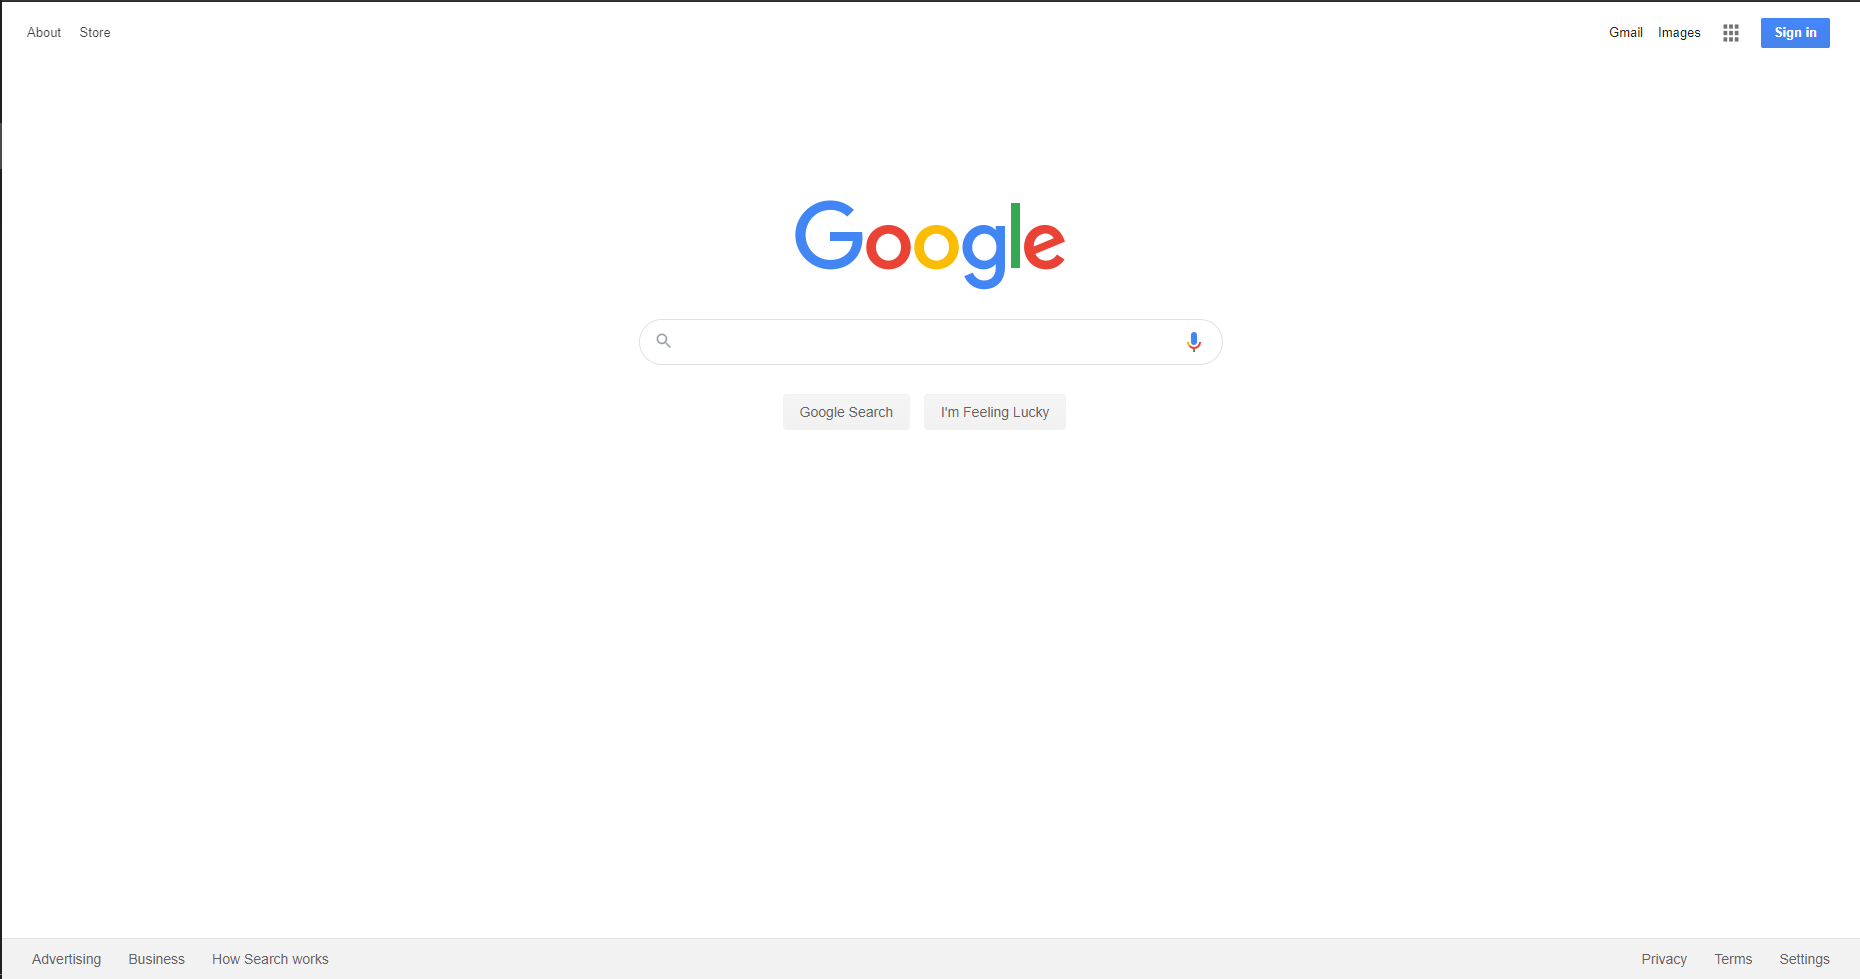 About Store
Gmail Images Sign in
Google
Google Search I'm Feeling Lucky
Advertising Business How Search works
Privacy Terms Settings